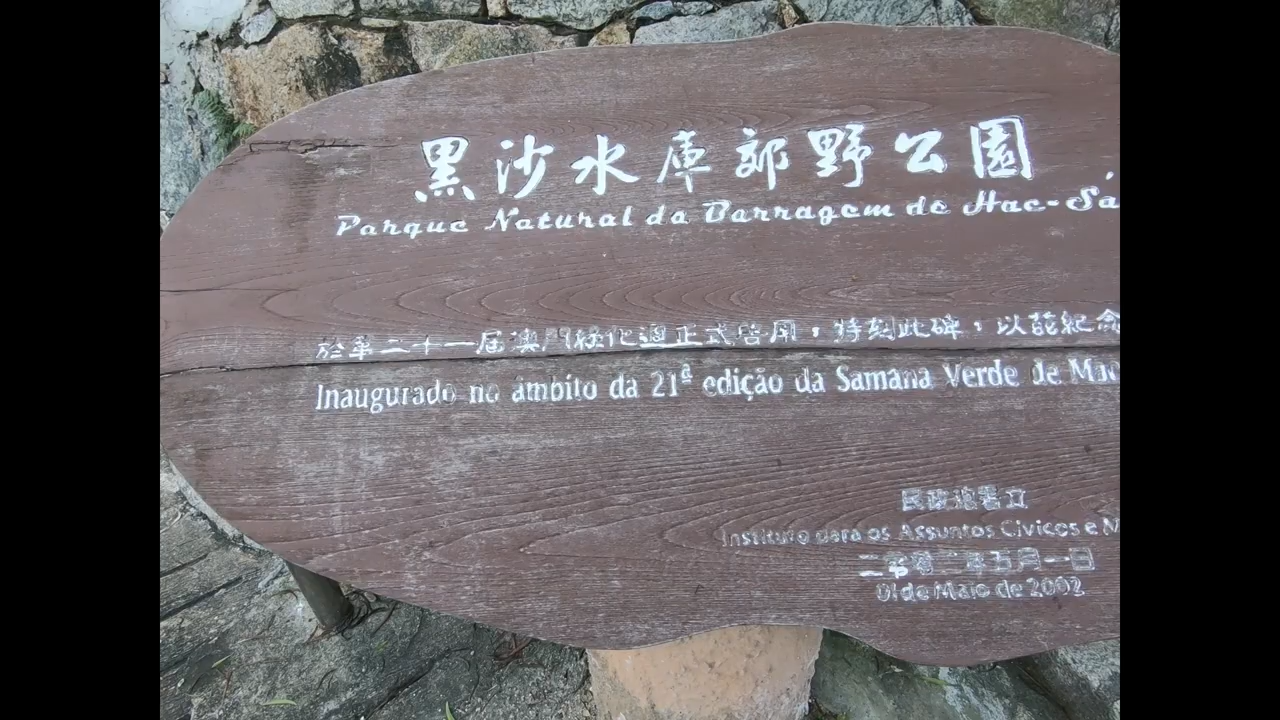 黑沙水庫郊野公園
Parque Natural da Barragem de Hac-Sá
於第二十一屆澳門綠化週正式啓用，特刻此碑，以誌紀念
Inaugurado no âmbito da 21ª edição da Samana Verde de Mac
民政總署立
Instituto para os Assuntos Cívicos e M
二零零二年五月一日
01 de Maio de 2002